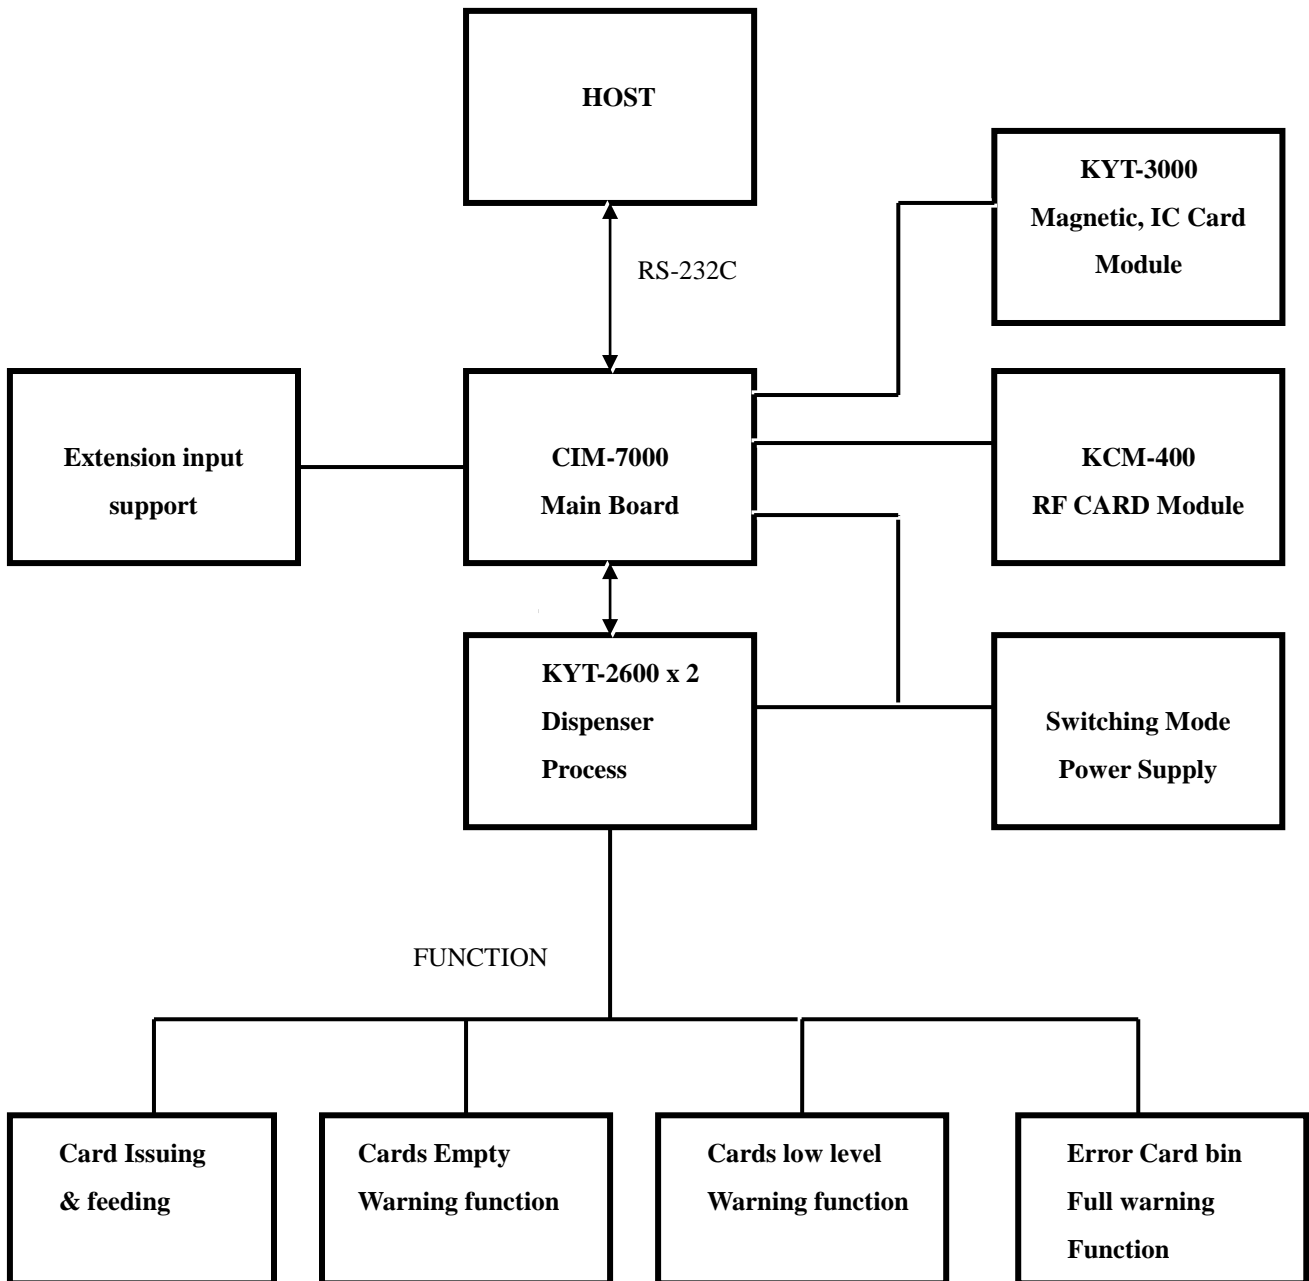 HOST
KYT-3000
Magnetic, IC Card
Module
RS-232C
Extension input
support
CIM-7000
Main Board
KCM-400
RF CARD Module
KYT-2600 x 2
Dispenser
Process
Switching Mode
Power Supply
FUNCTION
Card Issuing
& feeding
Cards Empty
Warning function
Cards low level
Warning function
Error Card bin
Full warning
Function